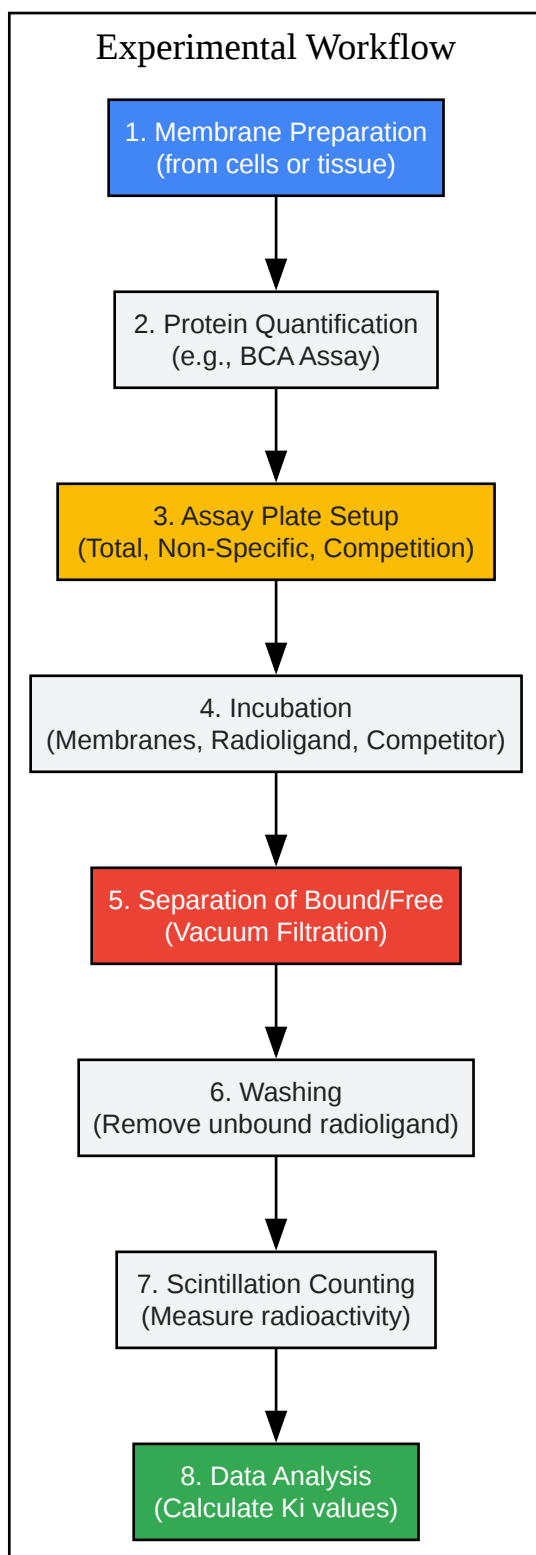 Experimental Workflow
1. Membrane Preparation
(from cells or tissue)
2. Protein Quantification
(e.g., BCA Assay)
3. Assay Plate Setup
(Total, Non-Specific, Competition)
4. Incubation
(Membranes, Radioligand, Competitor)
5. Separation of Bound/Free
(Vacuum Filtration)
6. Washing
(Remove unbound radioligand)
7. Scintillation Counting
(Measure radioactivity)
8. Data Analysis
(Calculate Ki values)